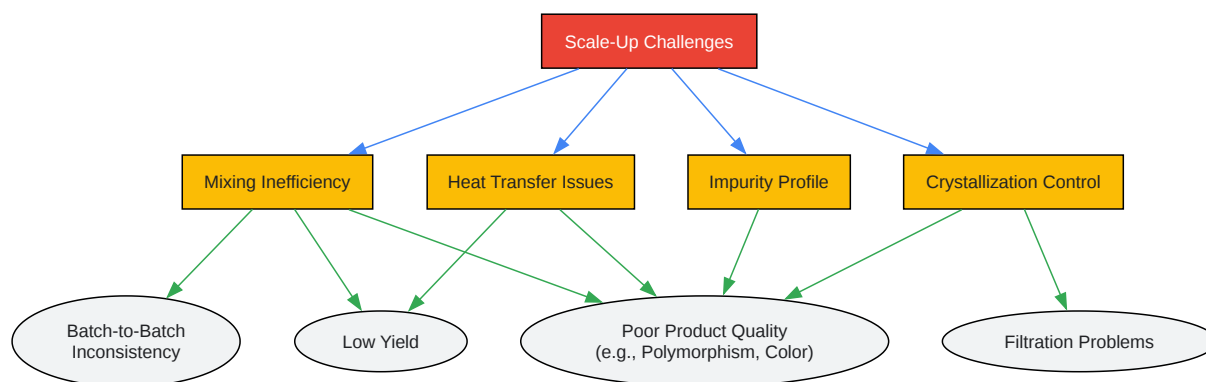 Scale-Up Challenges
Mixing Inefficiency
Heat Transfer Issues
Impurity Profile
Crystallization Control
Batch-to-Batch
Inconsistency
Low Yield
Poor Product Quality
(e.g., Polymorphism, Color)
Filtration Problems